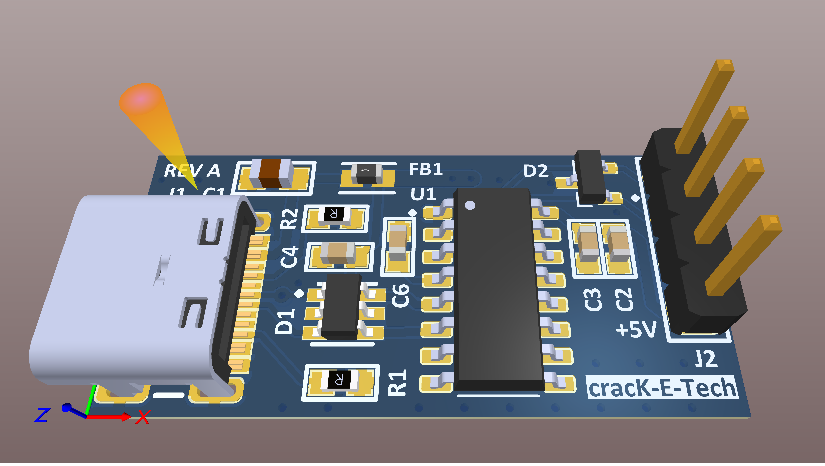 REV A
J1 C1
FB1
D2
U1
R2
R
C4
C6
C3
C2
D1
+5V
J2
R1
R
cracK-E-Tech
Z
X